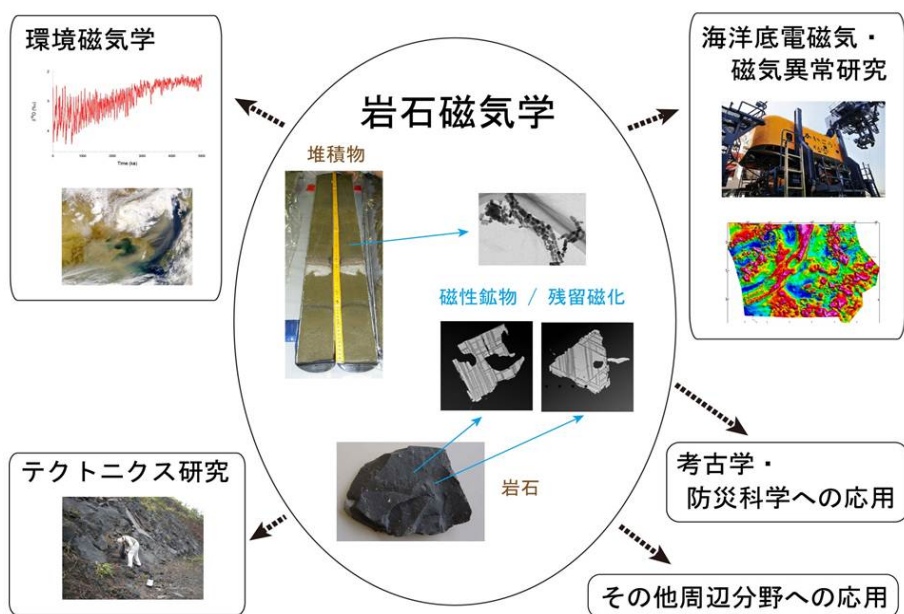 環境磁気学
δ¹⁸O (‰)
Time (ka)
岩石磁気学
堆積物
磁性鉱物 / 残留磁化
岩石
海洋底電磁気・
磁気異常研究
テクトニクス研究
考古学・
防災科学への応用
その他周辺分野への応用